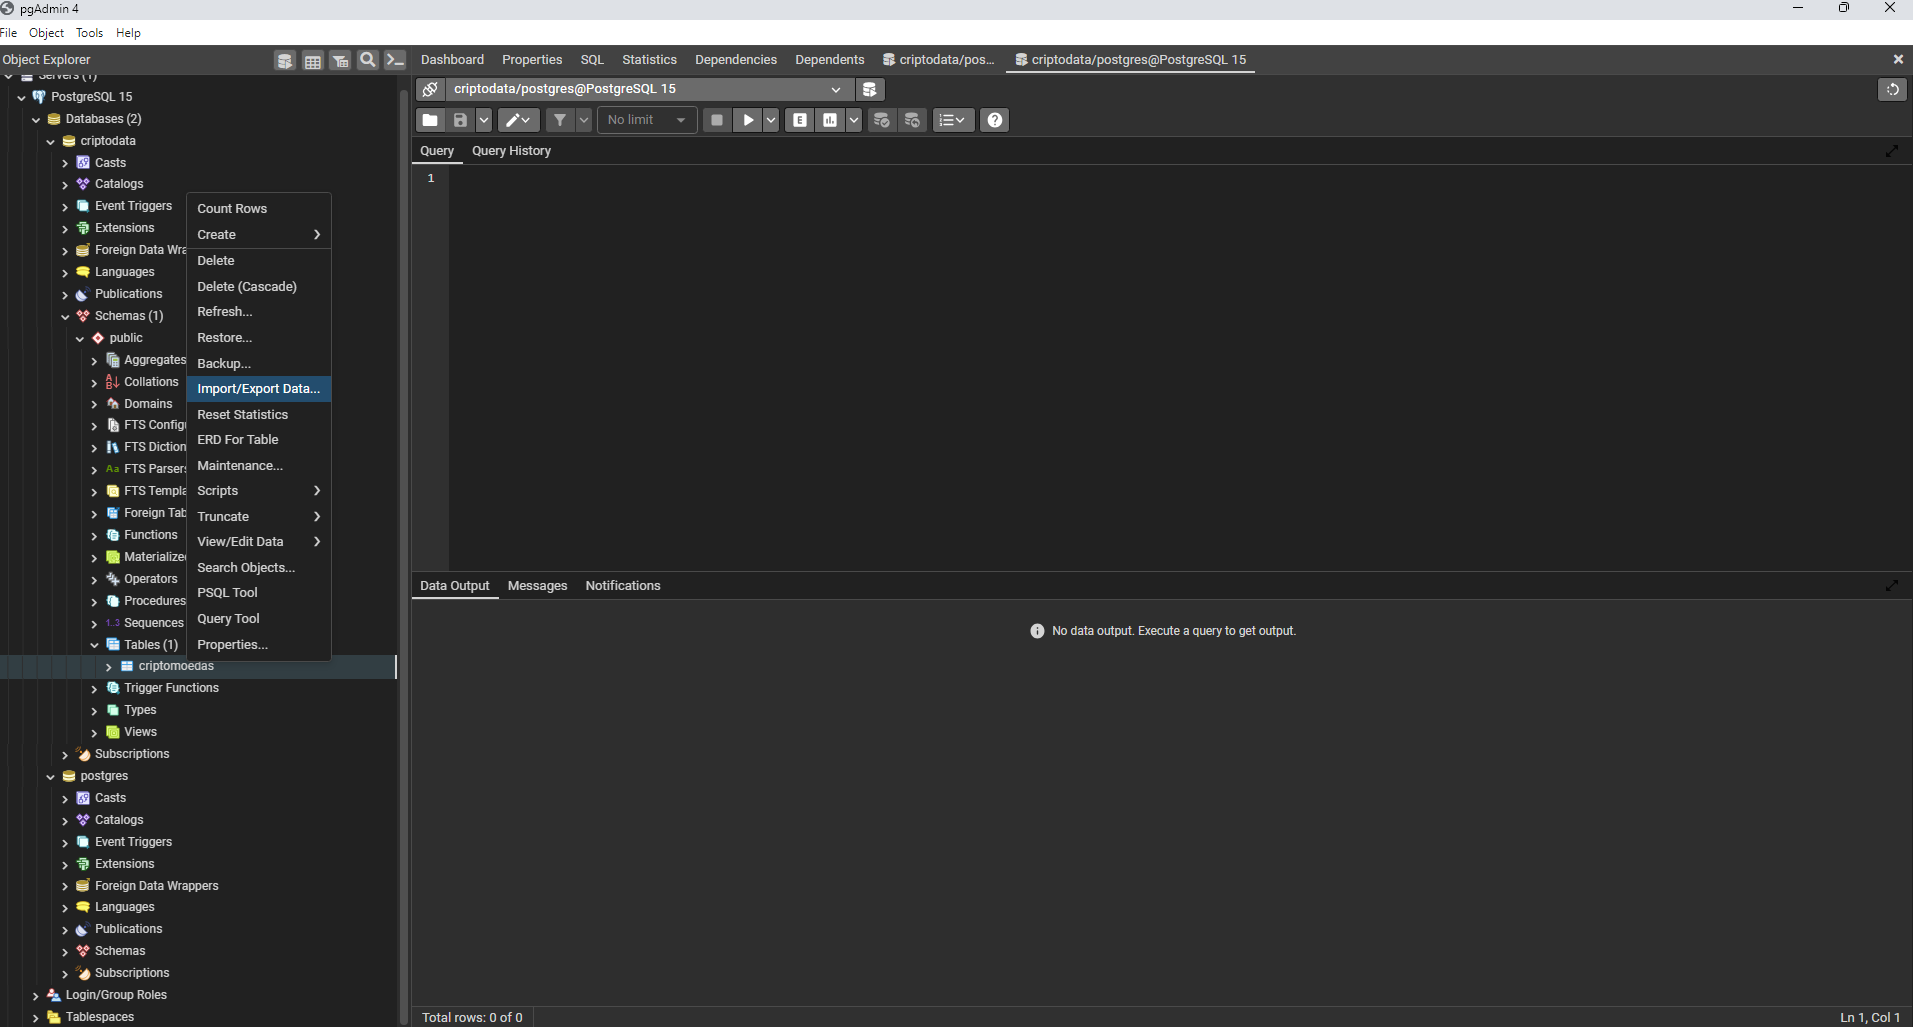 pgAdmin 4
File Object Tools Help
Object Explorer
Dashboard Properties SQL Statistics Dependencies Dependents criptodata/pos... criptodata/postgres@PostgreSQL 15
Servers (1)
PostgreSQL 15
Databases (2)
criptodata
Casts
Catalogs
Event Triggers
Extensions
Foreign Data Wra
Languages
Publications
Schemas (1)
public
Aggregates
Collations
Domains
FTS Config
FTS Diction
FTS Parsers
FTS Templa
Foreign Tab
Functions
Materialized
Operators
Procedures
1..3 Sequences
Tables (1)
criptomoedas
Trigger Functions
Types
Views
Subscriptions
postgres
Casts
Catalogs
Event Triggers
Extensions
Foreign Data Wrappers
Languages
Publications
Schemas
Subscriptions
Login/Group Roles
Tablespaces
Count Rows
Create
Delete
Delete (Cascade)
Refresh...
Restore...
Backup...
Import/Export Data...
Reset Statistics
ERD For Table
Maintenance...
Scripts
Truncate
View/Edit Data
Search Objects...
PSQL Tool
Query Tool
Properties...
criptodata/postgres@PostgreSQL 15
No limit
E
Query Query History
1
Data Output Messages Notifications
No data output. Execute a query to get output.
Total rows: 0 of 0
Ln 1, Col 1